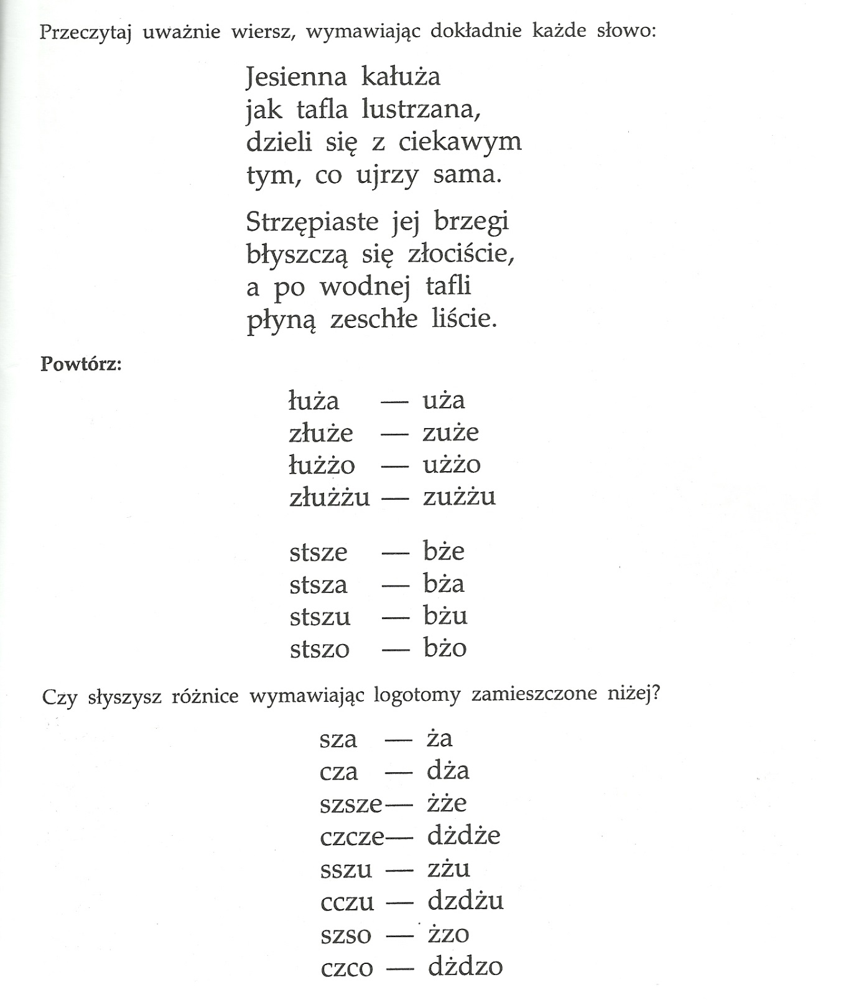 Przeczytaj uważnie wiersz, wymawiając dokładnie każde słowo:
Jesienna kałuża
jak tafla lustrzana,
dzieli się z ciekawym
tym, co ujrzy sama.
Strzępiaste jej brzegi
błyszczą się złociście,
a po wodnej tafli
płyną zeschłe liście.
Powtórz:
łuża — uża
złuże — zuże
łużżo — użżo
złużżu — zużżu
stsze — bże
stsza — bża
stszu — bżu
stszo — bżo
Czy słyszysz różnice wymawiając logotomy zamieszczone niżej?
sza — ża
cza — dża
szsze — żże
czcze — dżdże
sszu — zżu
cczu — dzdżu
szso — żzo
czco — dżdzo